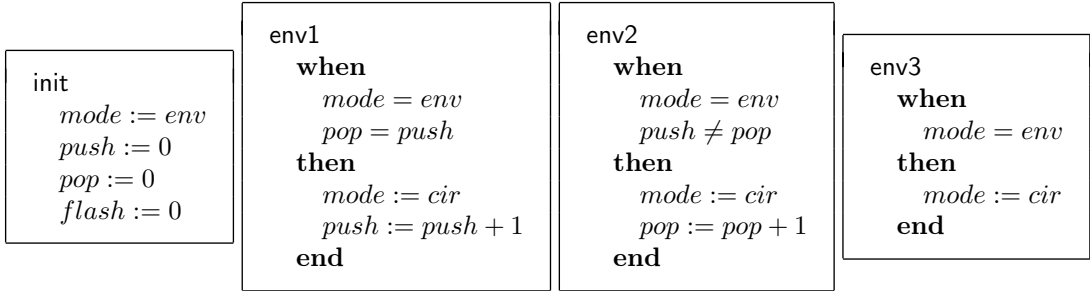 init
mode := env
push := 0
pop := 0
flash := 0
env1
when
mode = env
pop = push
then
mode := cir
push := push + 1
end
env2
when
mode = env
push ≠ pop
then
mode := cir
pop := pop + 1
end
env3
when
mode = env
then
mode := cir
end